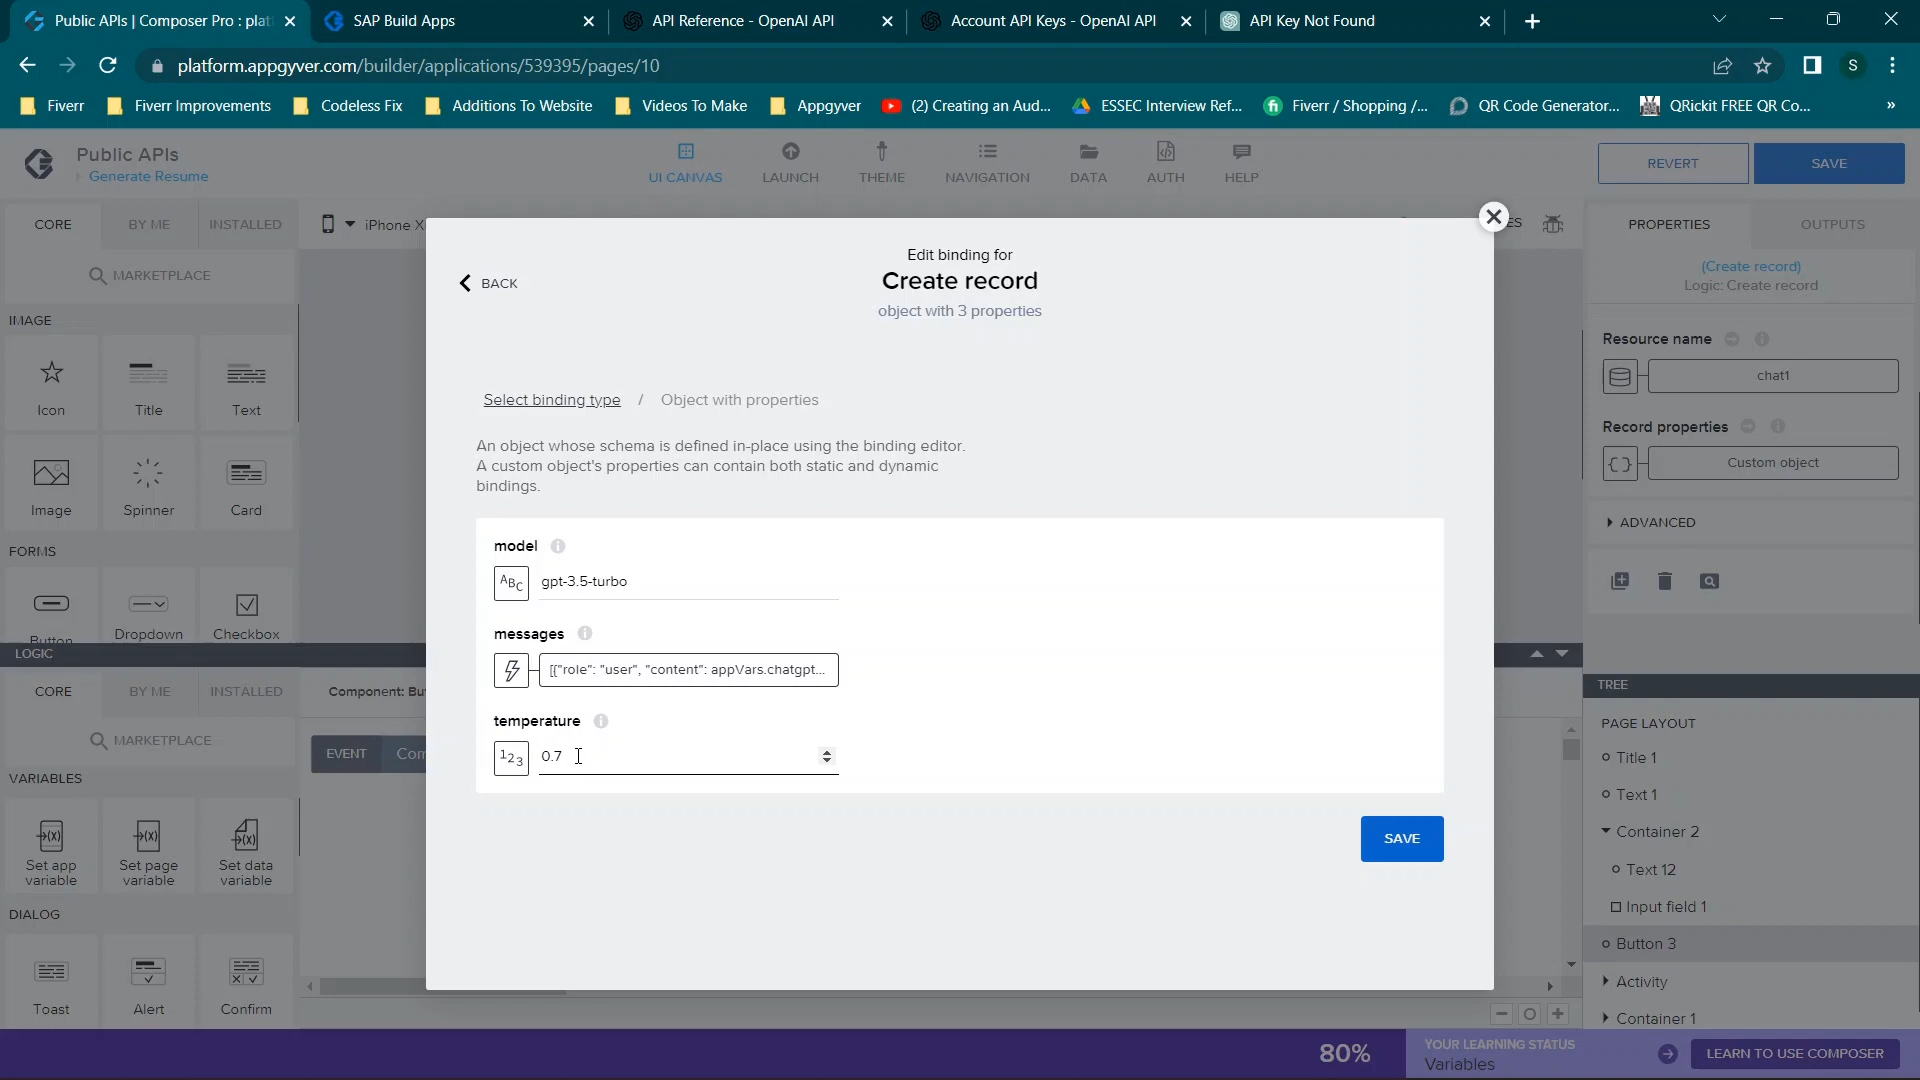 Public APIs | Composer Pro : plat
SAP Build Apps
API Reference - OpenAI API
Account API Keys - OpenAI API
API Key Not Found
platform.appgyver.com/builder/applications/539395/pages/10
S
Fiverr
Fiverr Improvements
Codeless Fix
Additions To Website
Videos To Make
Appgyver
(2) Creating an Aud...
ESSEC Interview Ref...
Fiverr / Shopping /...
QR Code Generator...
QRickit FREE QR Co...
»
Public APIs
Generate Resume
UI CANVAS
LAUNCH
THEME
NAVIGATION
DATA
AUTH
HELP
REVERT
SAVE
CORE
BY ME
INSTALLED
iPhone X
MARKETPLACE
IMAGE
Icon
Title
Text
Image
Spinner
Card
FORMS
Button
Dropdown
Checkbox
LOGIC
CORE
BY ME
INSTALLED
Component: Bu
MARKETPLACE
EVENT
Com
VARIABLES
Set app
variable
Set page
variable
Set data
variable
DIALOG
Toast
Alert
Confirm
BACK
Edit binding for
Create record
object with 3 properties
Select binding type / Object with properties
An object whose schema is defined in-place using the binding editor.
A custom object's properties can contain both static and dynamic
bindings.
model
ABC
gpt-3.5-turbo
messages
[{"role": "user", "content": appVars.chatgpt...
temperature
123
0.7
SAVE
ES
PROPERTIES
OUTPUTS
(Create record)
Logic: Create record
Resource name
chat1
Record properties
Custom object
ADVANCED
TREE
PAGE LAYOUT
Title 1
Text 1
Container 2
Text 12
Input field 1
Button 3
Activity
Container 1
80%
YOUR LEARNING STATUS
Variables
LEARN TO USE COMPOSER